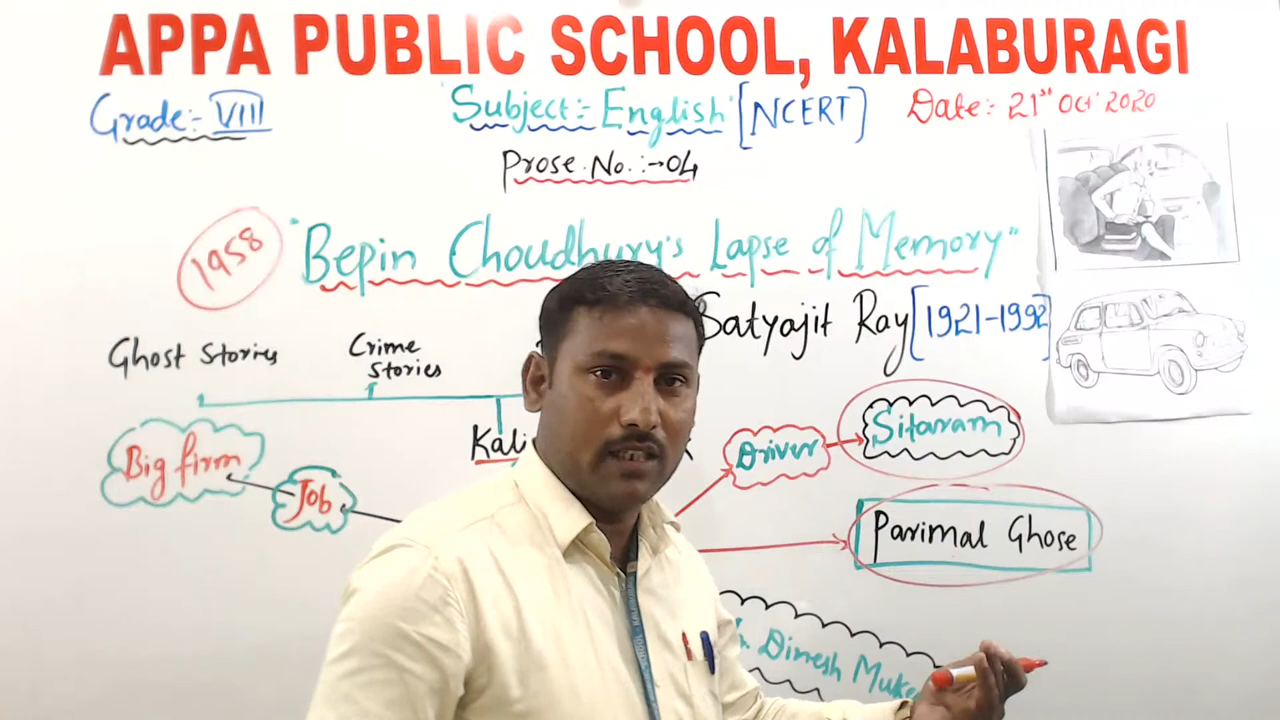 APPA PUBLIC SCHOOL, KALABURAGI
Grade:- VIII
Subject:- English [NCERT]
Date:- 21st Oct' 2020
Prose No.:→04
1958
"Bepin Choudhury's Lapse of Memory"
Satyajit Ray [1921-1992]
Ghost Stories
Crime Stories
Big firm
Job
Driver
Sitaram
Parimal Ghose
Dinesh